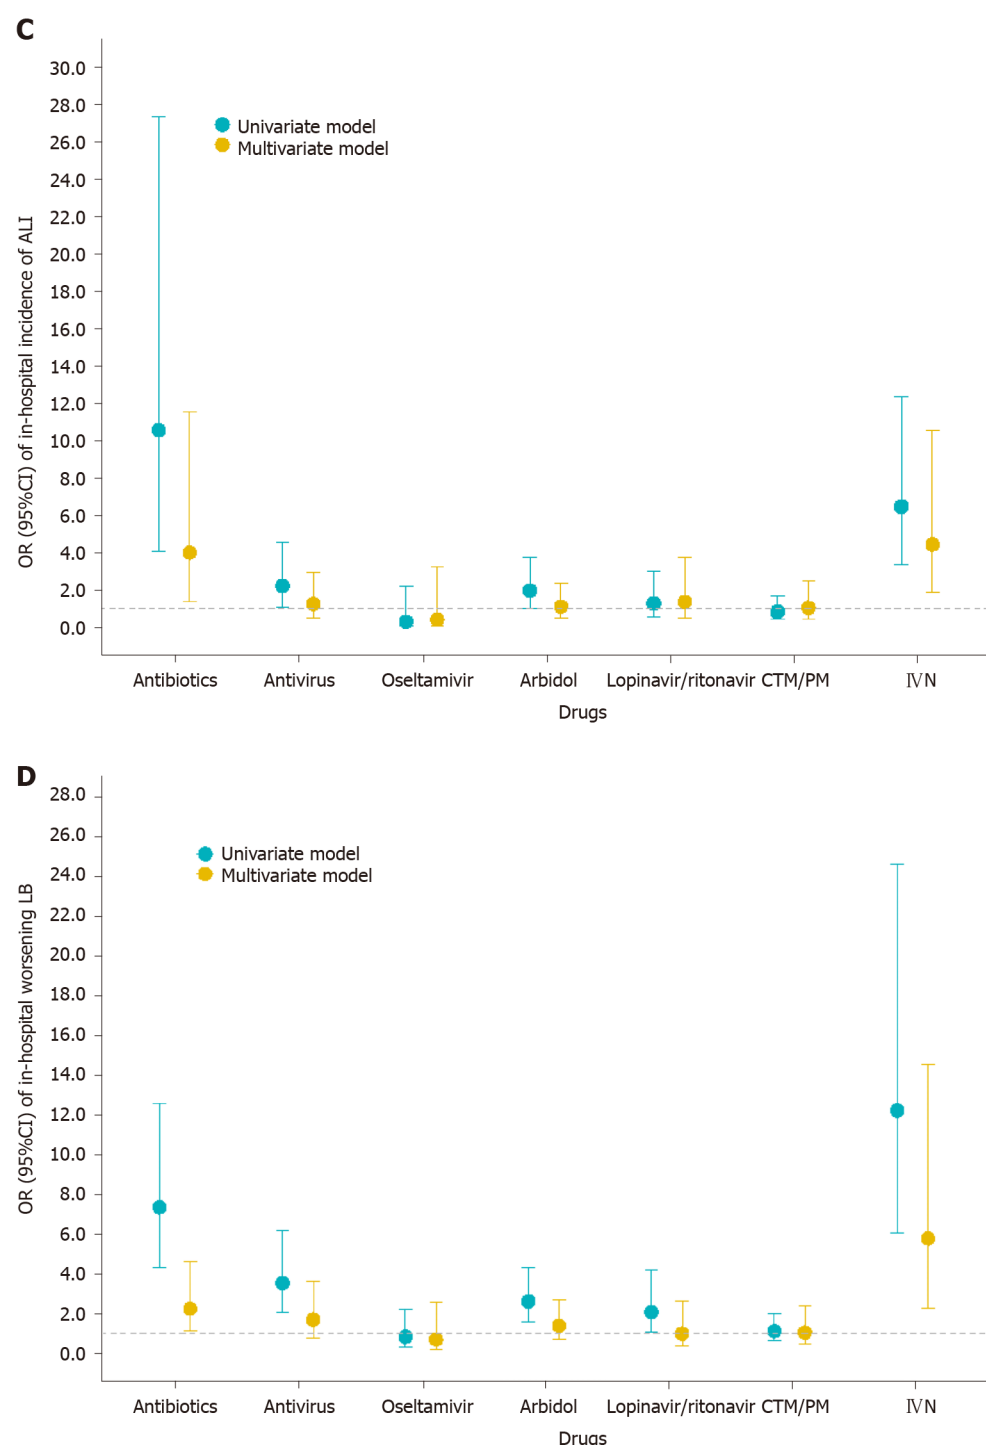 C
30.0
28.0
26.0
24.0
22.0
20.0
18.0
16.0
14.0
12.0
10.0
8.0
6.0
4.0
2.0
0.0
OR (95%CI) of in-hospital incidence of ALI
Univariate model
Multivariate model
Antibiotics Antivirus Oseltamivir Arbidol Lopinavir/ritonavir CTM/PM ⅣN
Drugs
D
28.0
26.0
24.0
22.0
20.0
18.0
16.0
14.0
12.0
10.0
8.0
6.0
4.0
2.0
0.0
OR (95%CI) of in-hospital worsening LB
Univariate model
Multivariate model
Antibiotics Antivirus Oseltamivir Arbidol Lopinavir/ritonavir CTM/PM ⅣN
Drugs